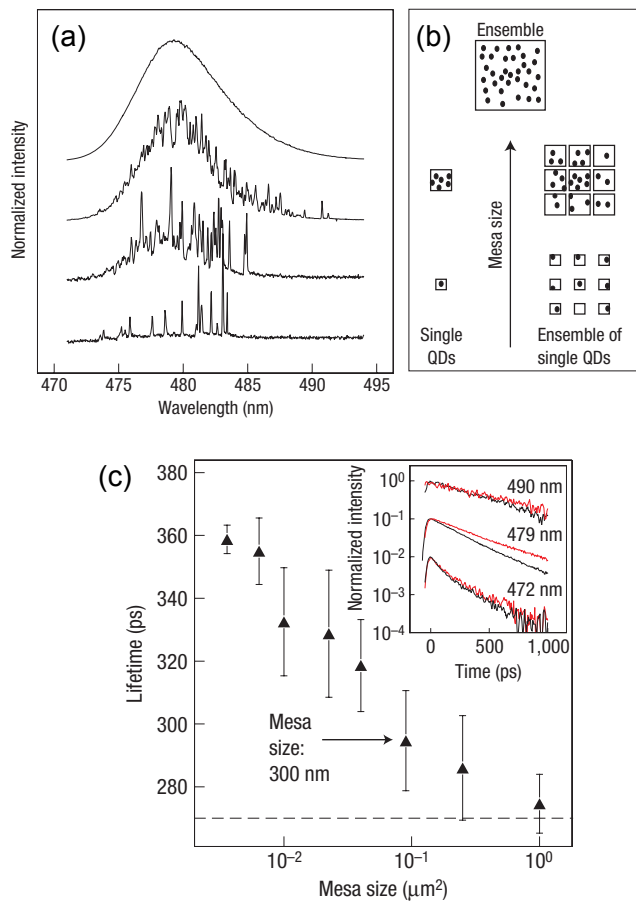 (a)
Normalized intensity
470
475
480
485
490
495
Wavelength (nm)
(b)
Ensemble
Mesa size
Single
QDs
Ensemble of
single QDs
(c)
Lifetime (ps)
360
340
320
300
280
Mesa
size:
300 nm
10⁻²
10⁻¹
10⁰
Mesa size (μm²)
Normalized intensity
10⁰
10⁻¹
10⁻²
10⁻³
10⁻⁴
490 nm
479 nm
472 nm
0
500
1,000
Time (ps)